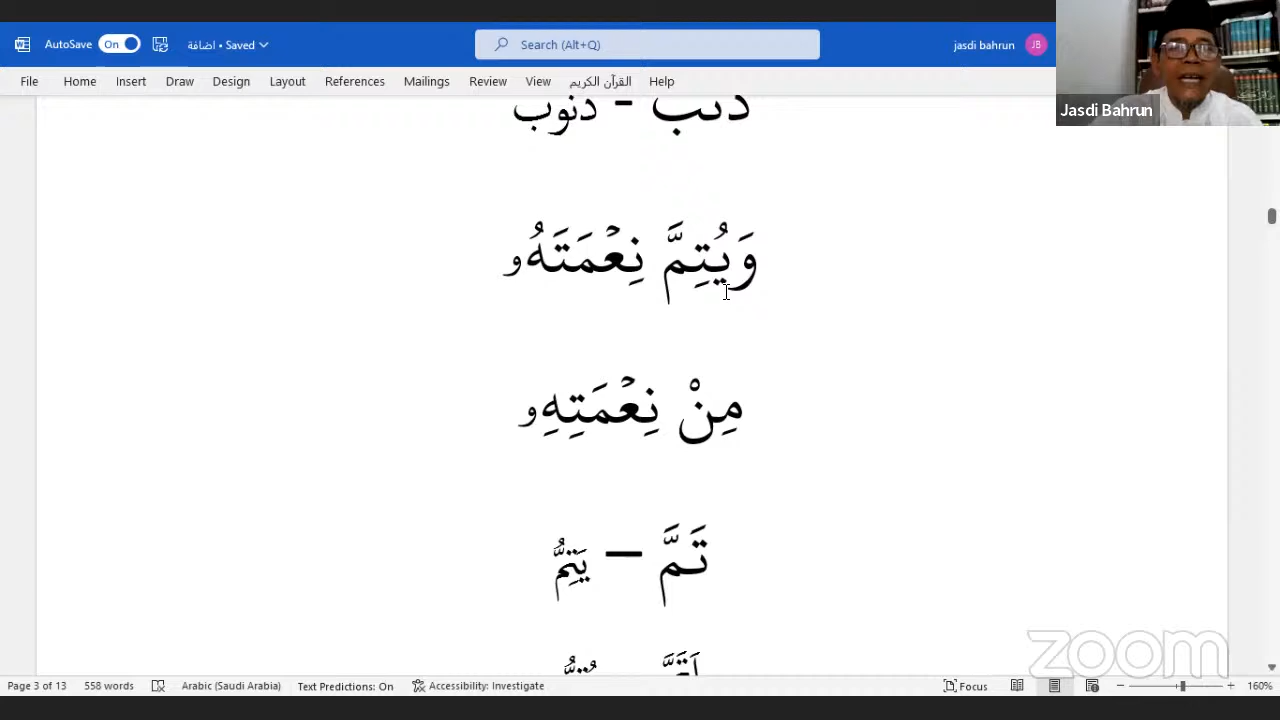 AutoSave On اضافة • Saved Search (Alt+Q) jasdi bahrun JB
File Home Insert Draw Design Layout References Mailings Review View القرآن الكريم Help
Jasdi Bahrun
ذنب - ذنوب
وَيُتِمَّ نِعْمَتَهُو
مِنْ نِعْمَتِهِو
تَمَّ – يَتِمُّ
zoom
Page 3 of 13 558 words Arabic (Saudi Arabia) Text Predictions: On Accessibility: Investigate Focus 160%